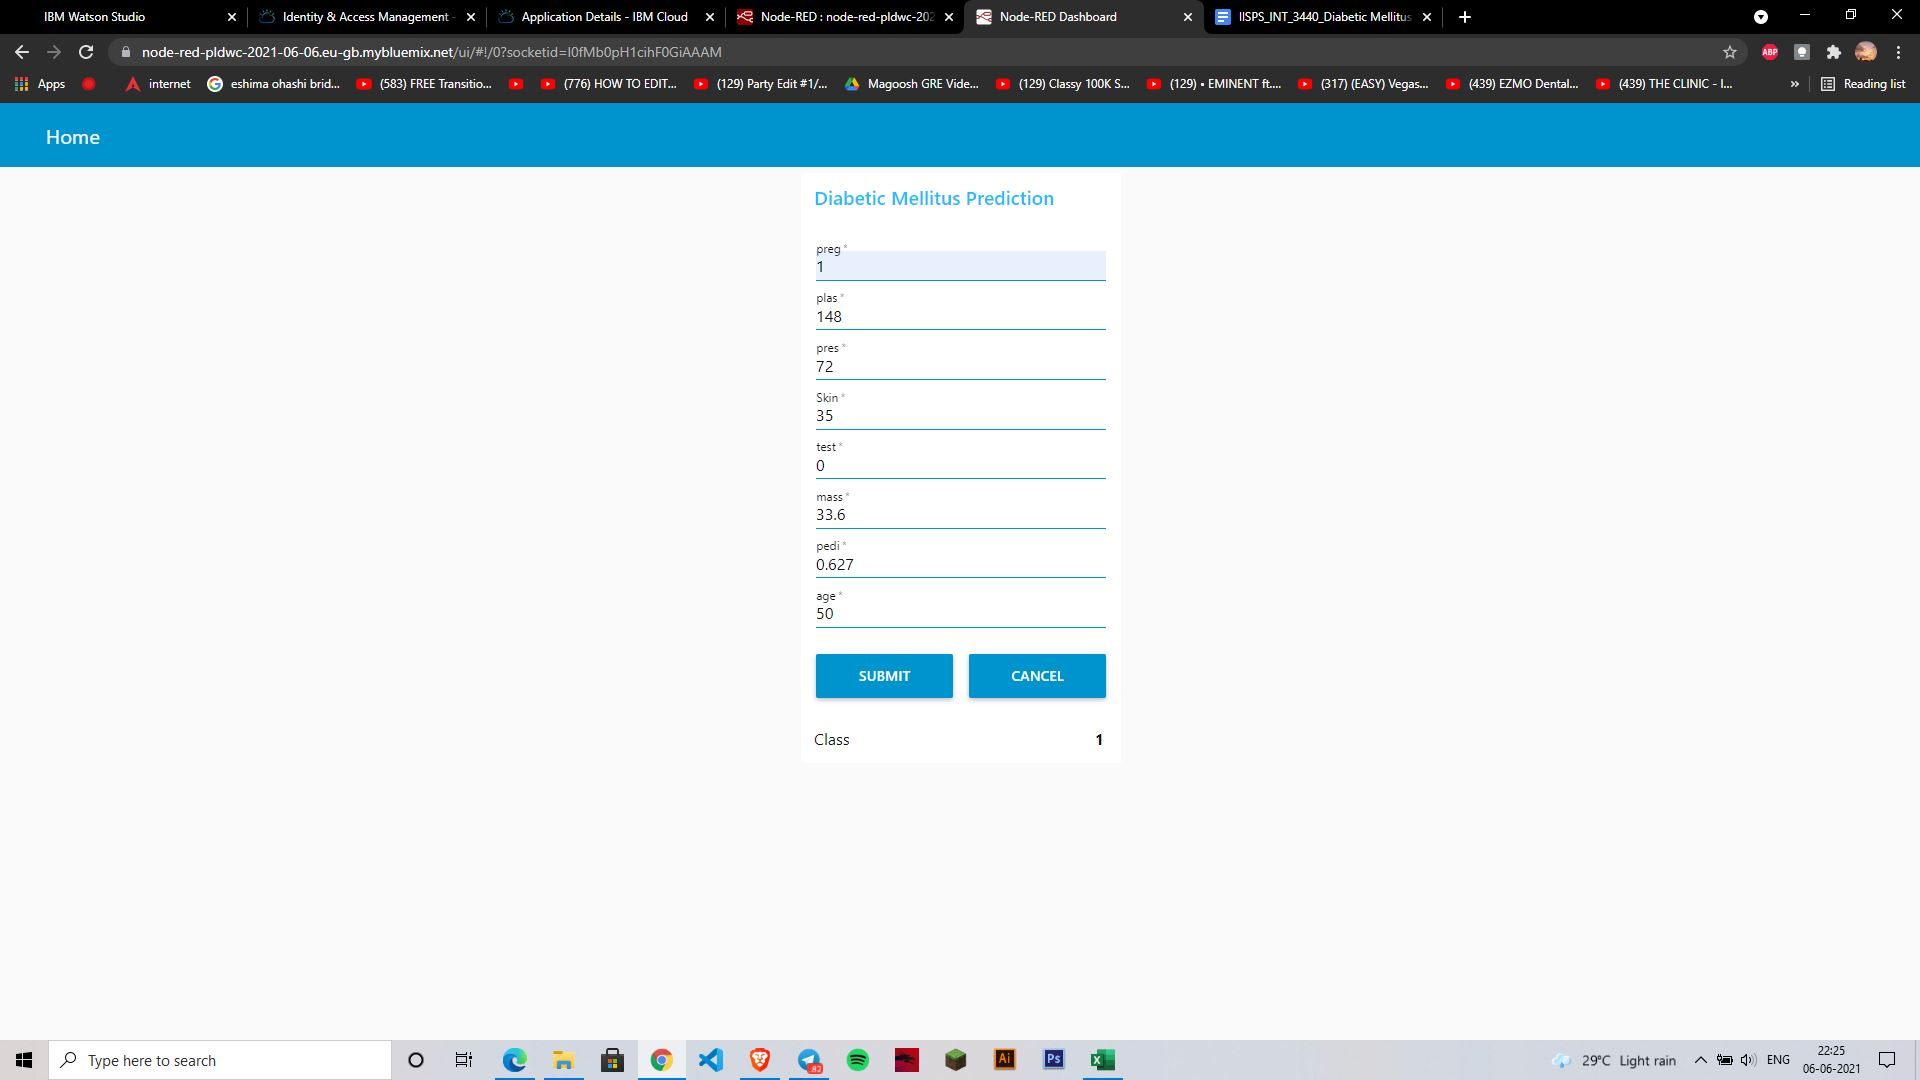 IBM Watson Studio
Identity & Access Management -
Application Details - IBM Cloud
Node-RED : node-red-pldwc-202
Node-RED Dashboard
IISPS_INT_3440_Diabetic Mellitus
node-red-pldwc-2021-06-06.eu-gb.mybluemix.net/ui/#!/0?socketid=I0fMb0pH1cihF0GiAAAM
ABP
Apps
internet
eshima ohashi brid...
(583) FREE Transitio...
(776) HOW TO EDIT...
(129) Party Edit #1/...
Magoosh GRE Vide...
(129) Classy 100K S...
(129) • EMINENT ft....
(317) (EASY) Vegas...
(439) EZMO Dental...
(439) THE CLINIC - I...
»
Reading list
Home
Diabetic Mellitus Prediction
preg *
1
plas *
148
pres *
72
Skin *
35
test *
0
mass *
33.6
pedi *
0.627
age *
50
SUBMIT
CANCEL
Class 1
Type here to search
82
Ai
Ps
29°C Light rain
ENG
22:25
06-06-2021